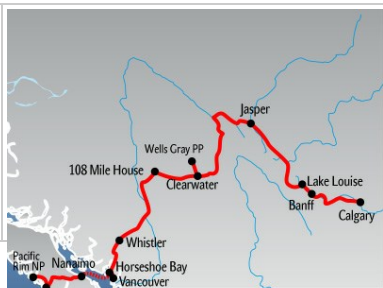 Jasper
Wells Gray PP
108 Mile House
Clearwater
Lake Louise
Banff
Calgary
Whistler
Pacific
Rim NP
Nanaimo
Horseshoe Bay
Vancouver